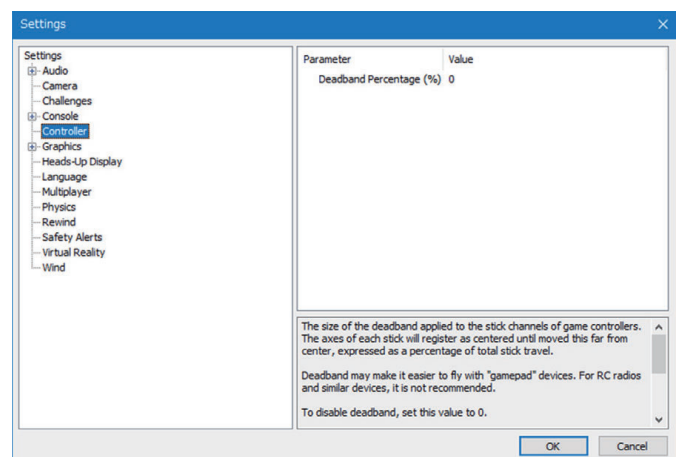 Settings
Settings
Audio
Camera
Challenges
Console
Controller
Graphics
Heads-Up Display
Language
Multiplayer
Physics
Rewind
Safety Alerts
Virtual Reality
Wind
Parameter Value
Deadband Percentage (%) 0
The size of the deadband applied to the stick channels of game controllers.
The axes of each stick will register as centered until moved this far from
center, expressed as a percentage of total stick travel.
Deadband may make it easier to fly with "gamepad" devices. For RC radios
and similar devices, it is not recommended.
To disable deadband, set this value to 0.
OK Cancel